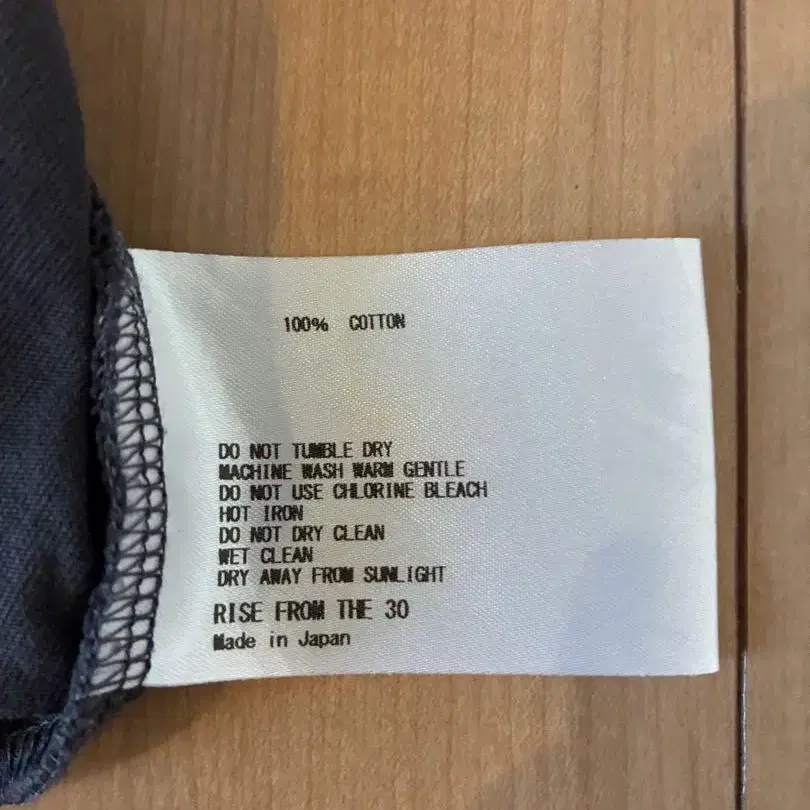 100% COTTON
DO NOT TUMBLE DRY
MACHINE WASH WARM GENTLE
DO NOT USE CHLORINE BLEACH
HOT IRON
DO NOT DRY CLEAN
WET CLEAN
DRY AWAY FROM SUNLIGHT
RISE FROM THE 30
Made in Japan